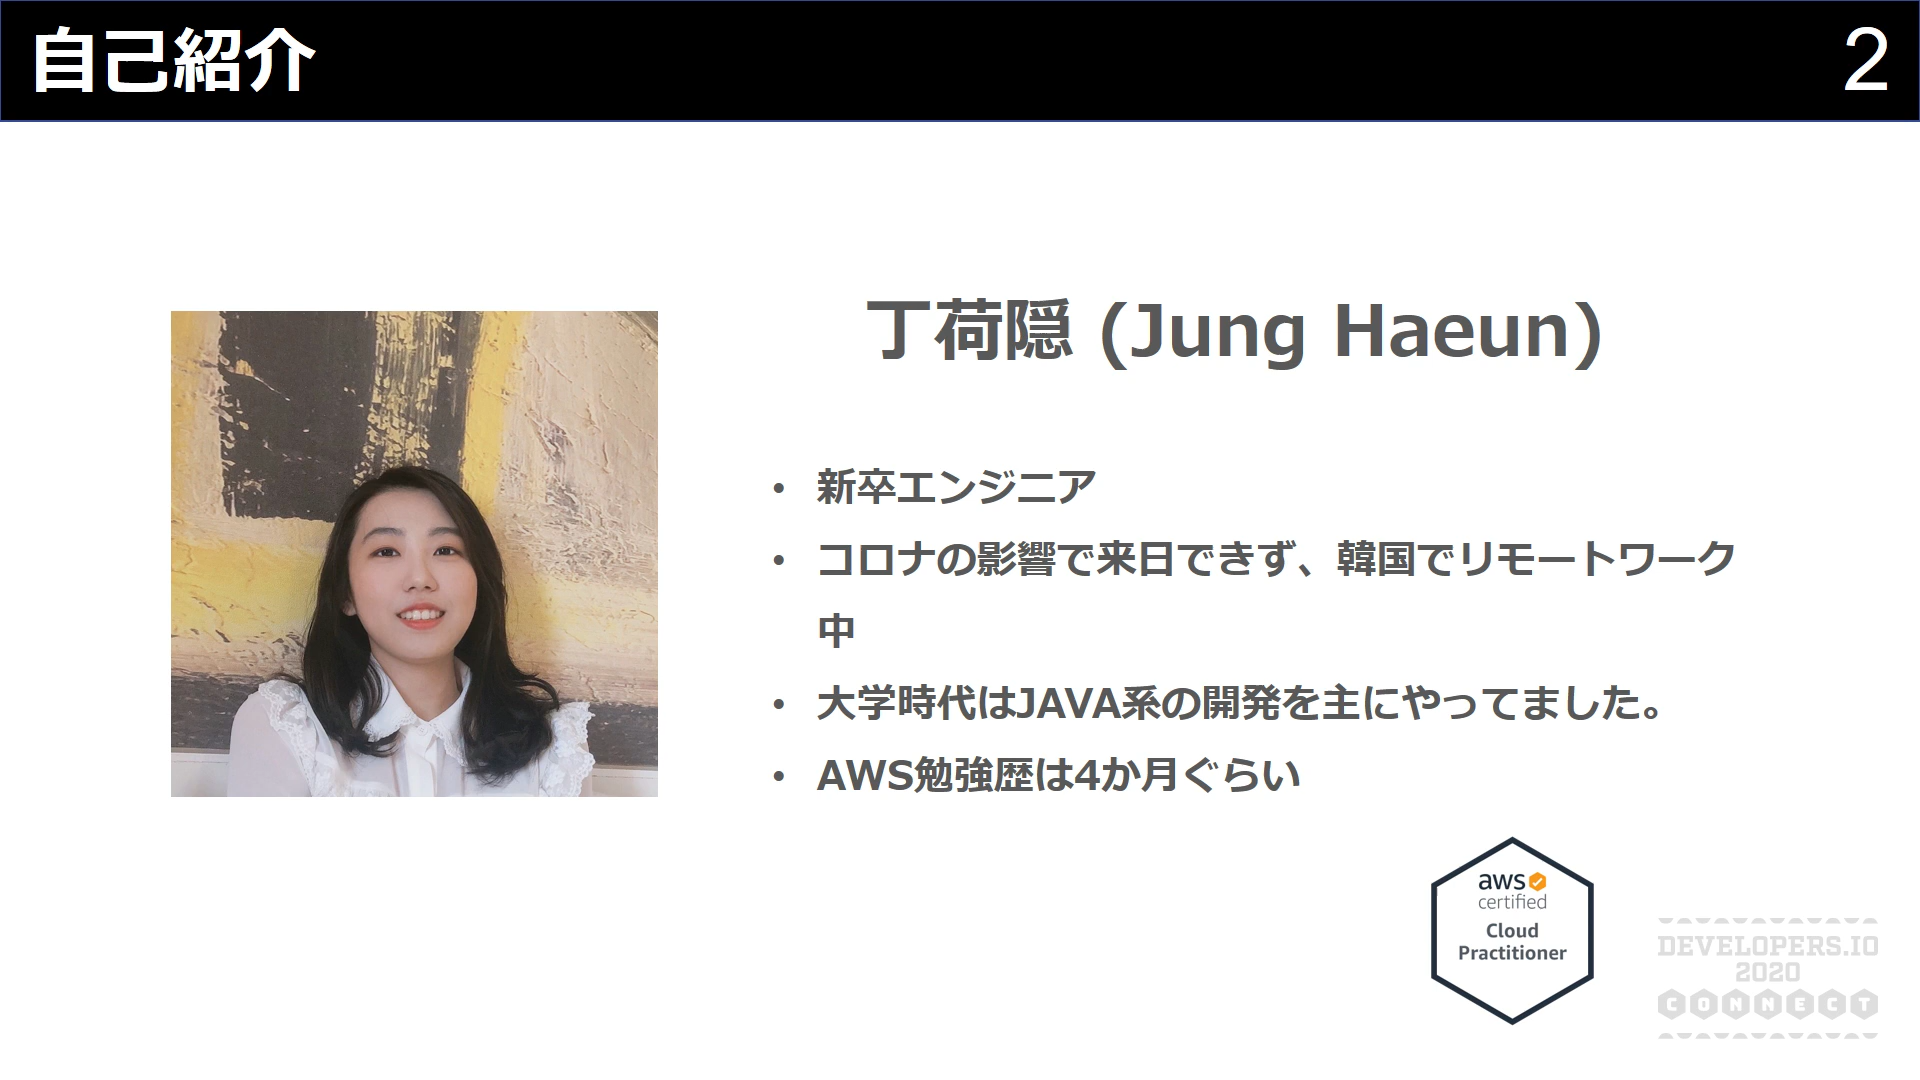 自己紹介
2
丁荷隠 (Jung Haeun)
• 新卒エンジニア
• コロナの影響で来日できず、韓国でリモートワーク
中
• 大学時代はJAVA系の開発を主にやってました。
• AWS勉強歴は4か月ぐらい
aws
certified
Cloud
Practitioner
DEVELOPERS.IO
2020
CONNECT